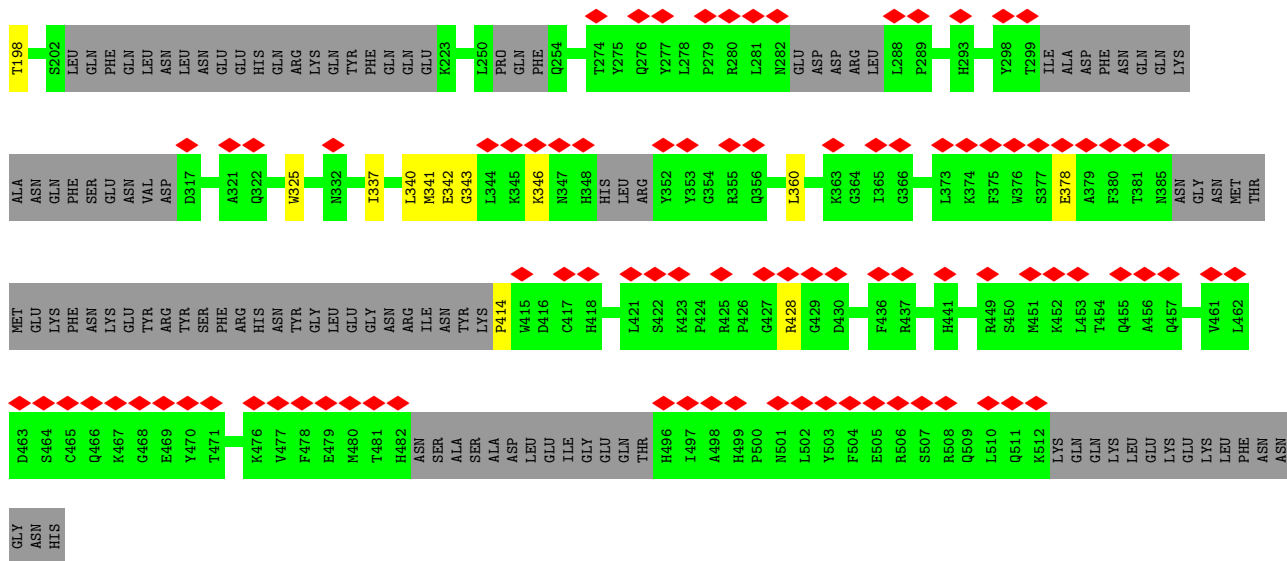 T198 S202 LEU GLN PHE GLN LEU ASN LEU ASN GLU GLU HIS GLN ARG LYS GLN TYR PHE GLN GLN GLU K223 L250 PRO GLN PHE Q254 T274 Y275 Q276 Y277 L278 P279 R280 L281 N282 GLU ASP ASP ARG LEU L288 P289 H293 Y298 T299 ILE ALA ASP PHE ASN GLN GLN LYS
ALA ASN GLN PHE SER GLU ASN VAL ASP D317 A321 Q322 W325 N332 I337 L340 M341 E342 G343 L344 K345 K346 N347 H348 HIS LEU ARG Y352 Y353 G354 R355 Q356 L360 K363 G364 I365 G366 L373 K374 F375 W376 S377 E378 A379 F380 T381 N385 ASN GLY ASN MET THR
MET GLU LYS PHE ASN LYS GLU TYR ARG TYR SER PHE ARG HIS ASN TYR GLY LEU GLU GLY ASN ARG ILE ASN TYR LYS P414 W415 D416 C417 H418 L421 S422 K423 P424 R425 P426 G427 R428 G429 D430 F436 R437 H441 R449 S450 M451 K452 L453 T454 Q455 A456 Q457 V461 L462
D463 S464 C465 Q466 K467 G468 E469 Y470 T471 K476 V477 F478 E479 M480 T481 H482 ASN SER ALA SER ALA ASP LEU GLU ILE GLY GLU GLN THR H496 I497 A498 H499 P500 N501 L502 Y503 F504 E505 R506 S507 R508 Q509 L510 Q511 K512 LYS GLN GLN LYS LEU GLU LYS GLU LYS LEU PHE ASN ASN
GLY ASN HIS